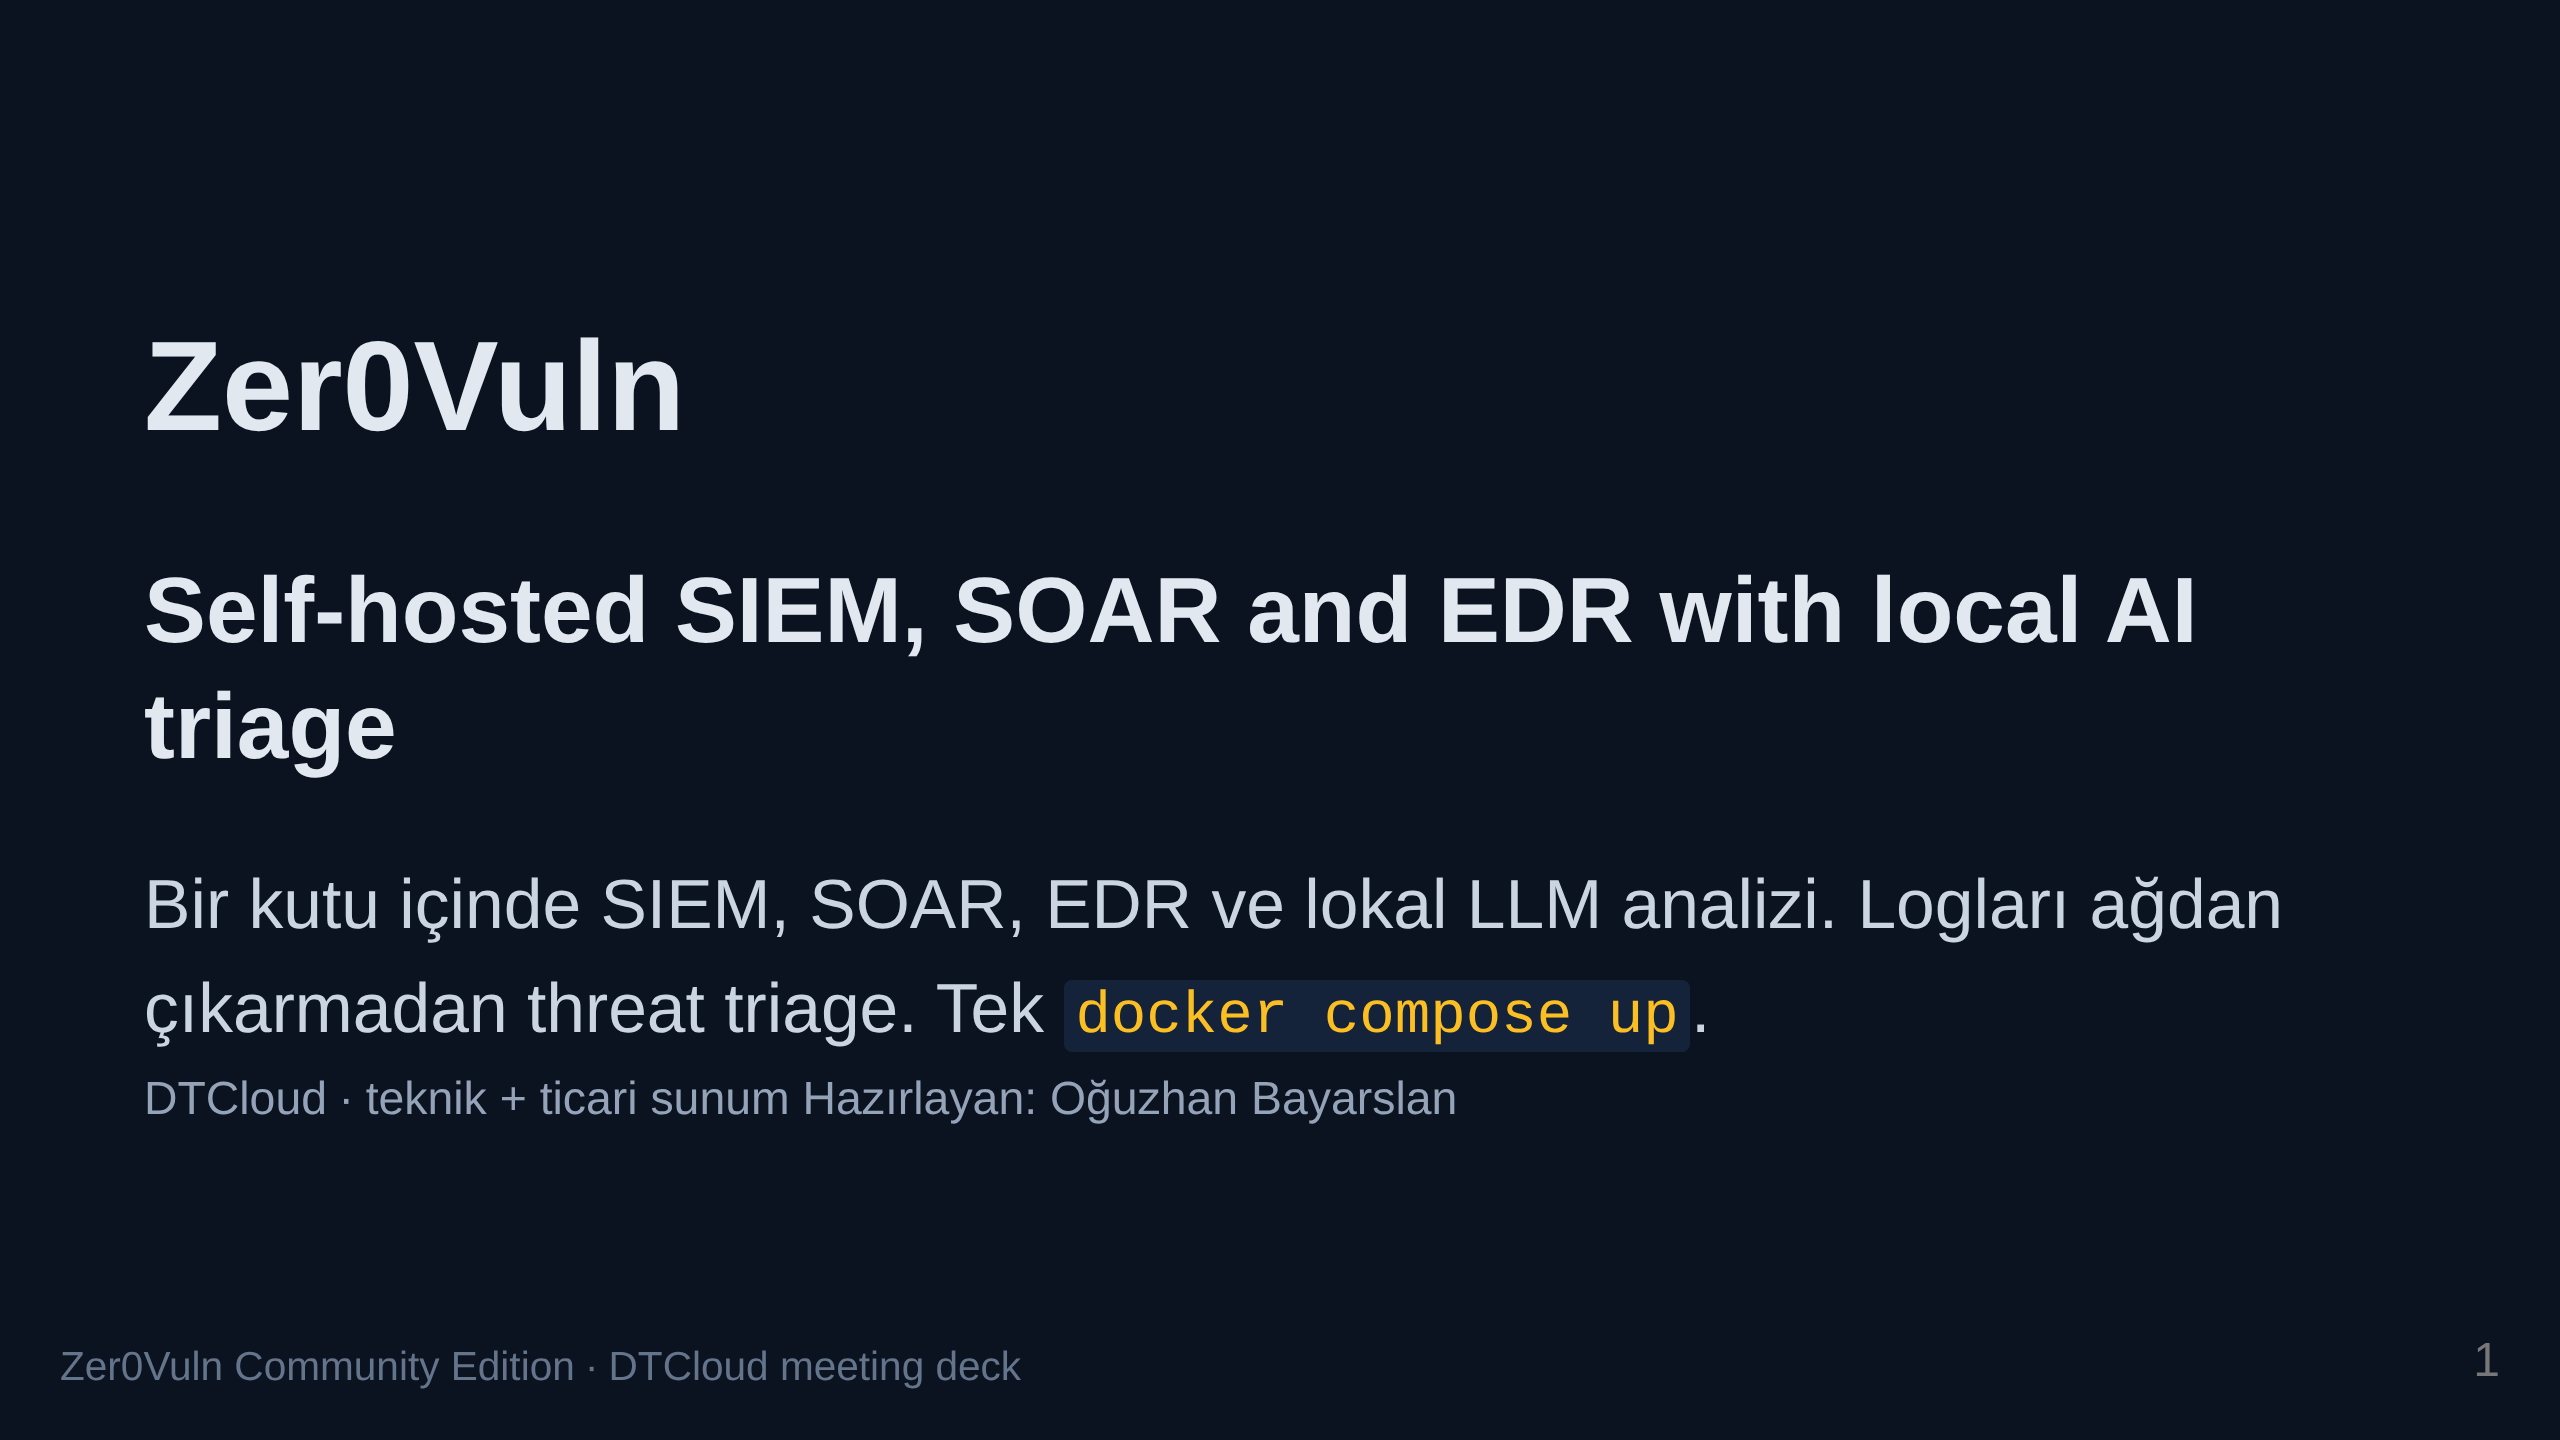 Zer0Vuln
Self-hosted SIEM, SOAR and EDR with local AI
triage
Bir kutu içinde SIEM, SOAR, EDR ve lokal LLM analizi. Logları ağdan
çıkarmadan threat triage. Tek docker compose up.
DTCloud · teknik + ticari sunum Hazırlayan: Oğuzhan Bayarslan
Zer0Vuln Community Edition · DTCloud meeting deck
1